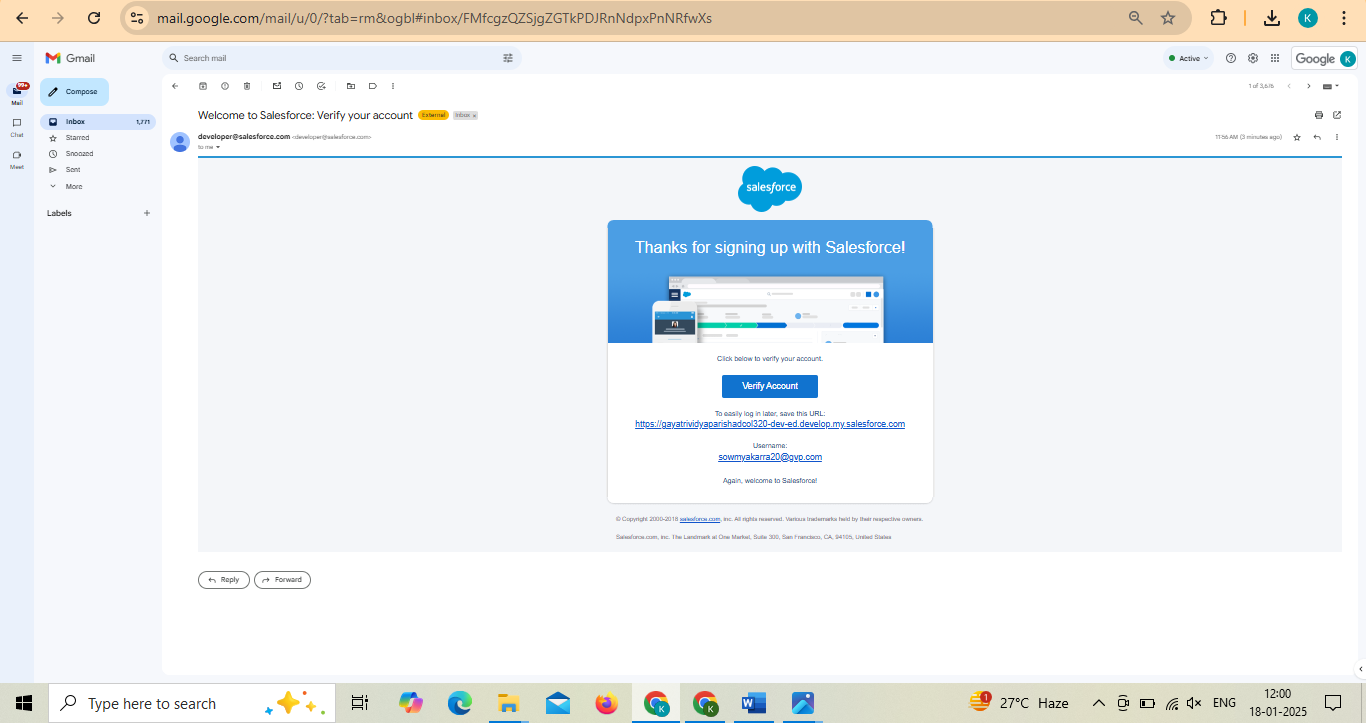 mail.google.com/mail/u/0/?tab=rm&ogbl#inbox/FMfcgzQZSjgZGTkPDJRnNdpxPnNRfwXs
K
Gmail
Search mail
Active
Google K
99+
Mail
Compose
1 of 3,676
Inbox 1,771
Welcome to Salesforce: Verify your account External Inbox x
Chat
Starred
developer@salesforce.com <developer@salesforce.com>
11:56 AM (3 minutes ago)
to me
Snoozed
Meet
Sent
More
Labels
salesforce
Thanks for signing up with Salesforce!
Click below to verify your account.
Verify Account
To easily log in later, save this URL:
https://gayatrividyaparishadcol320-dev-ed.develop.my.salesforce.com
Username:
sowmyakarra20@gvp.com
Again, welcome to Salesforce!
© Copyright 2000-2018 salesforce.com, inc. All rights reserved. Various trademarks held by their respective owners.
Salesforce.com, inc. The Landmark at One Market, Suite 300, San Francisco, CA, 94105, United States
Reply Forward
Type here to search
K
K
W
1
27°C Haze
ENG
12:00
18-01-2025